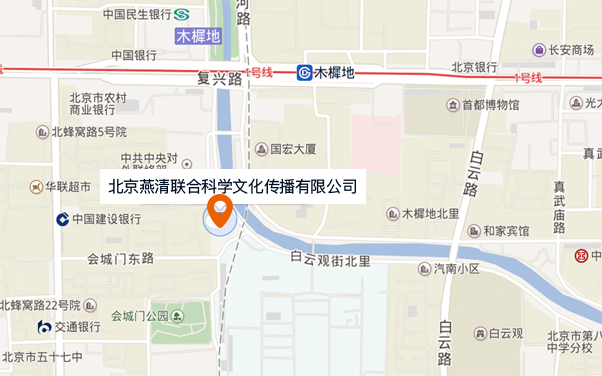 中国民生银行
河路
木樨地
中国银行
复兴路
1号线
木樨地
北京银行
长安商场
1号线
北京市农村
商业银行
首都博物馆
光大
北蜂窝路5号院
国宏大厦
中共中央对
白云路
真武庙路
华联超市
北京燕清联合科学文化传播有限公司
中国建设银行
木樨地北里
和家宾馆
会城门东路
白云观街北里
中
汽南小区
北蜂窝路22号院
会城门公园
交通银行
白云路
白云观
北京市第八
中学分校
北京市五十七中